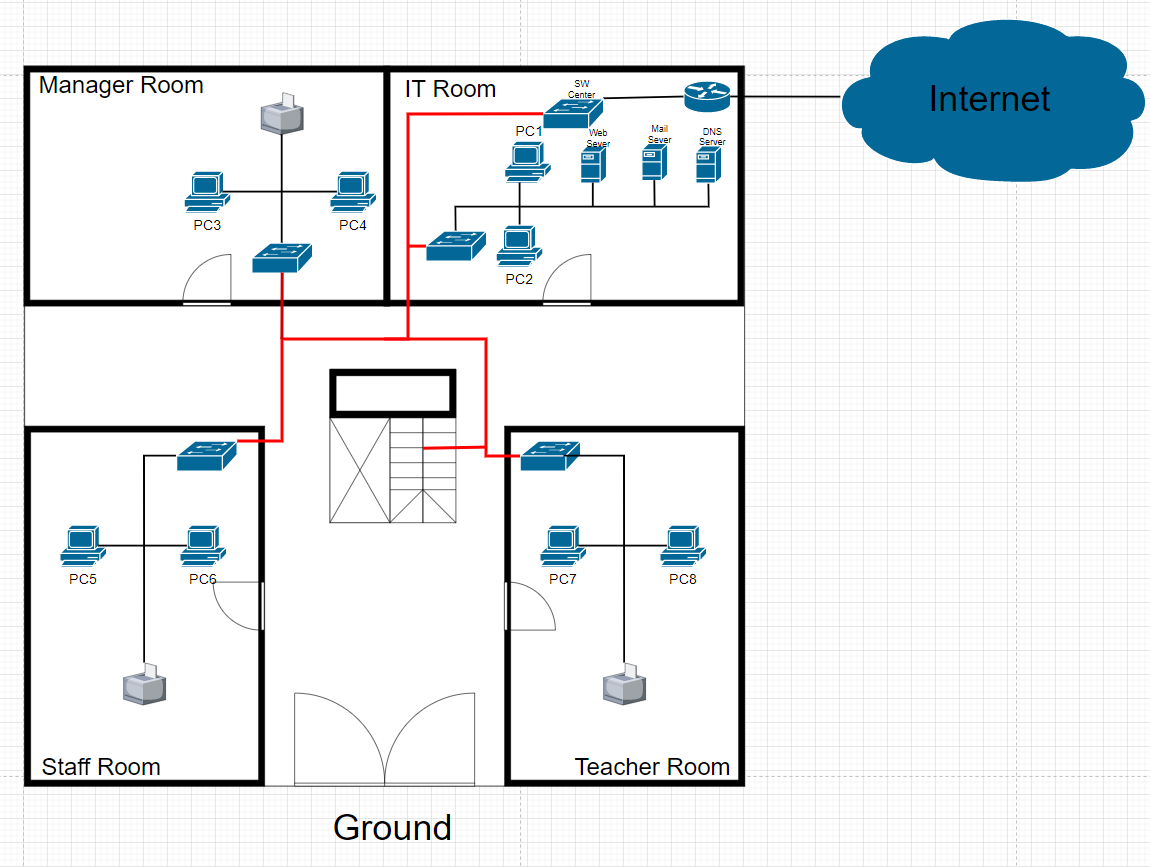 Manager Room
IT Room
SW
Center
Internet
PC1
Web
Sever
Mail
Sever
DNS
Server
PC3
PC4
PC2
PC5
PC6
PC7
PC8
Staff Room
Teacher Room
Ground